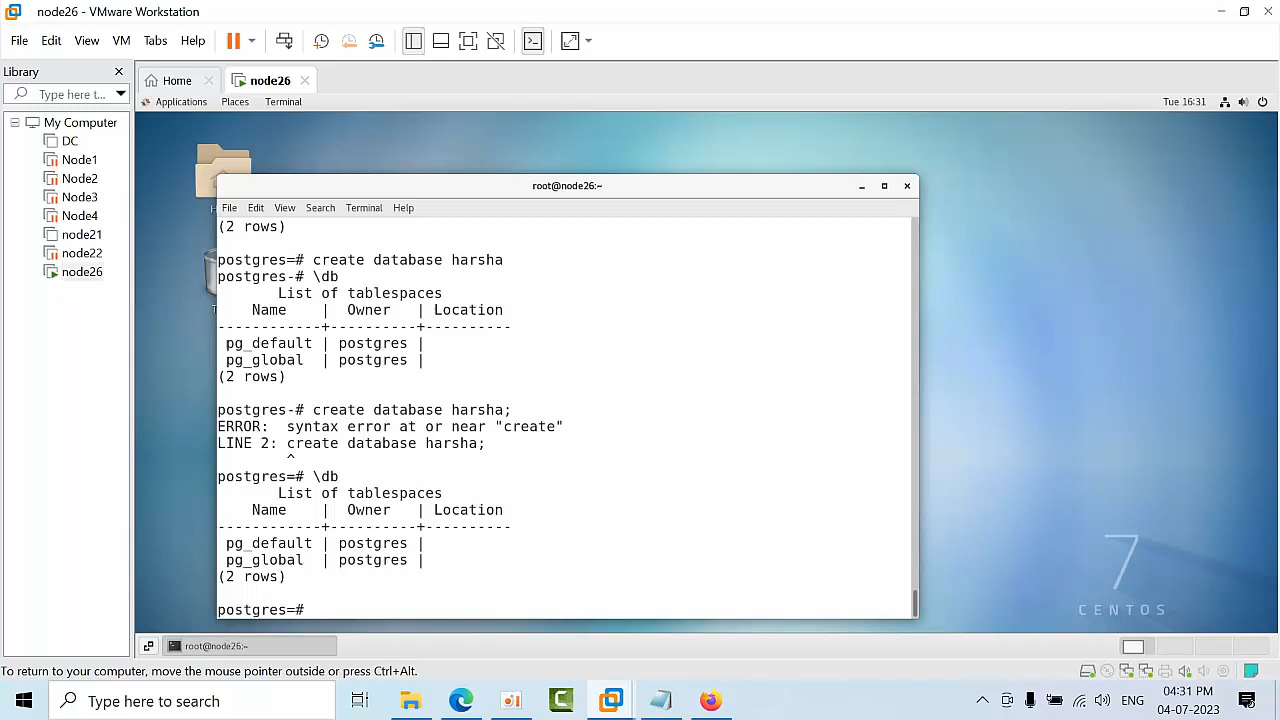 node26 - VMware Workstation
File Edit View VM Tabs Help
Library
Type here t...
Home
node26
Applications Places Terminal
Tue 16:31
My Computer
DC
Node1
Node2
Node3
Node4
node21
node22
node26
root@node26:~
File Edit View Search Terminal Help
(2 rows)
postgres=# create database harsha
postgres-# \db
List of tablespaces
Name | Owner | Location
------------+----------+----------
pg_default | postgres |
pg_global | postgres |
(2 rows)
postgres-# create database harsha;
ERROR: syntax error at or near "create"
LINE 2: create database harsha;
^
postgres=# \db
List of tablespaces
Name | Owner | Location
------------+----------+----------
pg_default | postgres |
pg_global | postgres |
(2 rows)
postgres=#
7
CENTOS
root@node26:~
To return to your computer, move the mouse pointer outside or press Ctrl+Alt.
Type here to search
ENG
04:31 PM
04-07-2023